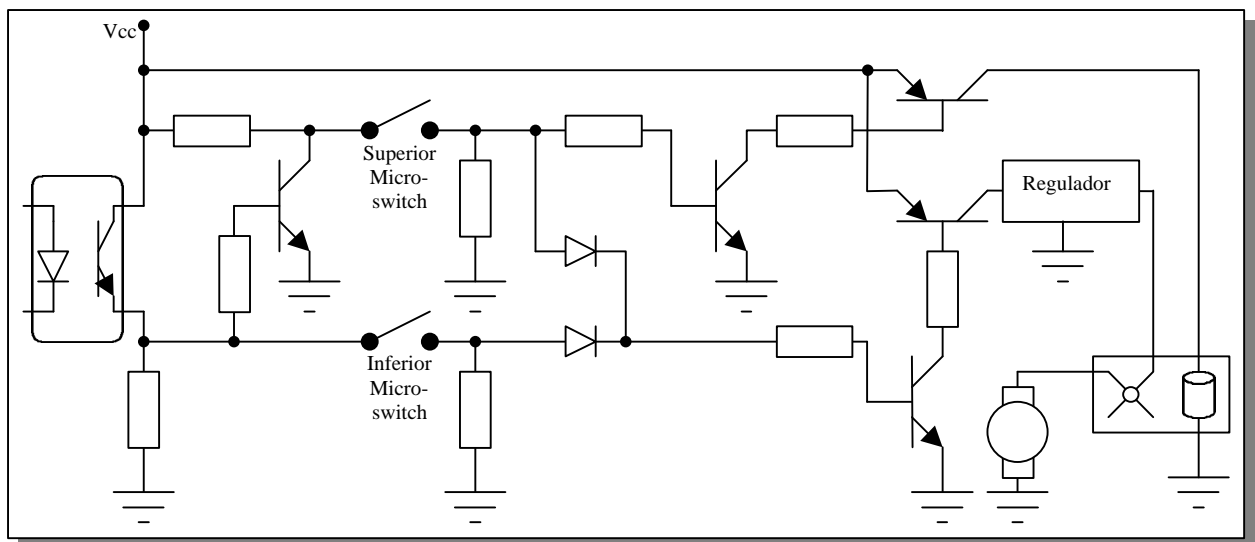 Vcc
Superior
Micro-
switch
Regulador
Inferior
Micro-
switch